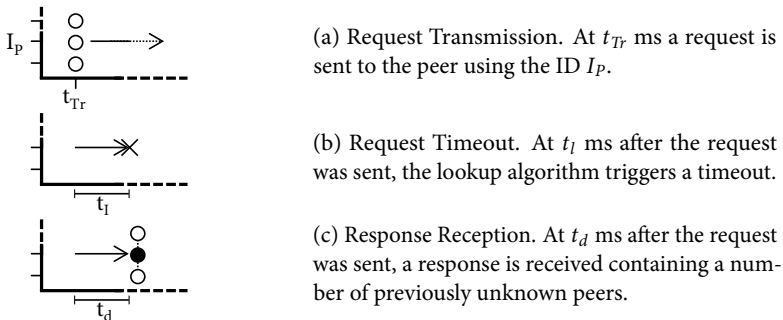 I_P
t_Tr
(a) Request Transmission. At t_Tr ms a request is
sent to the peer using the ID I_P.
t_I
(b) Request Timeout. At t_l ms after the request
was sent, the lookup algorithm triggers a timeout.
t_d
(c) Response Reception. At t_d ms after the request
was sent, a response is received containing a num-
ber of previously unknown peers.